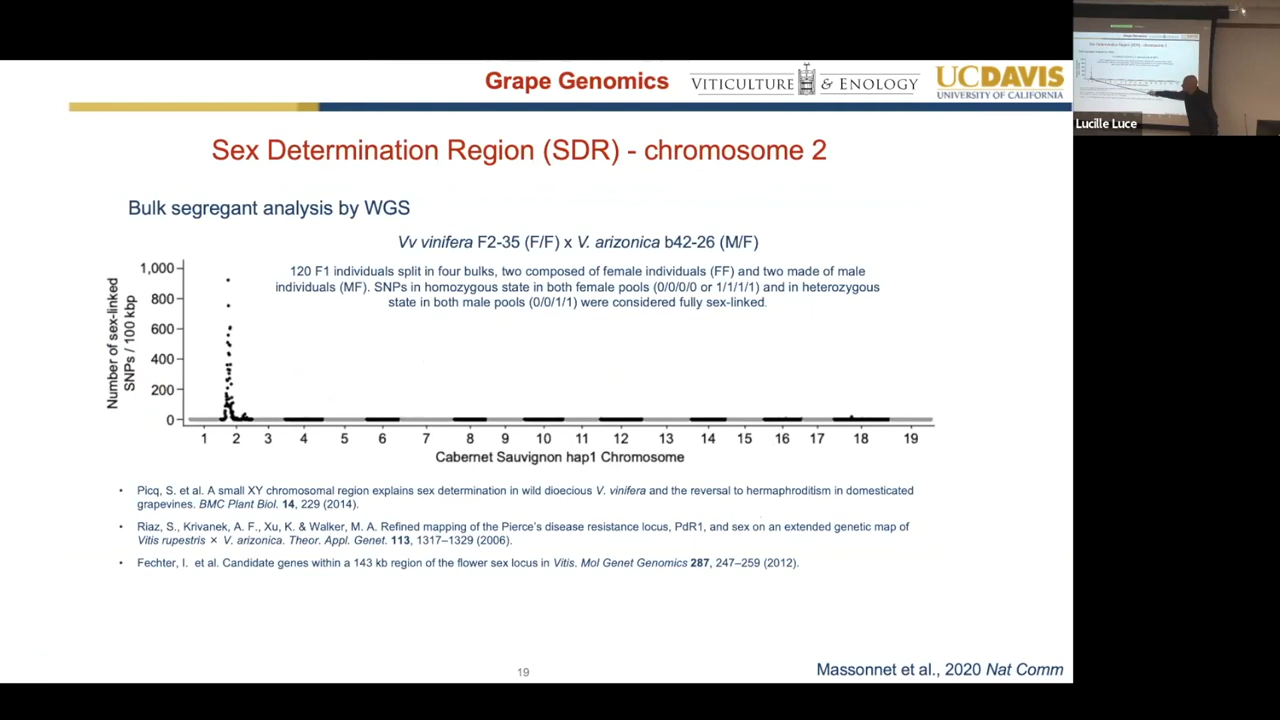 Grape Genomics
VITICULTURE & ENOLOGY
UCDAVIS
UNIVERSITY OF CALIFORNIA
Lucille Luce
Sex Determination Region (SDR) - chromosome 2
Bulk segregant analysis by WGS
Vv vinifera F2-35 (F/F) x V. arizonica b42-26 (M/F)
120 F1 individuals split in four bulks, two composed of female individuals (FF) and two made of male
individuals (MF). SNPs in homozygous state in both female pools (0/0/0/0 or 1/1/1/1) and in heterozygous
state in both male pools (0/0/1/1) were considered fully sex-linked.
Number of sex-linked
SNPs / 100 kbp
1,000
800
600
400
200
0
1 2 3 4 5 6 7 8 9 10 11 12 13 14 15 16 17 18 19
Cabernet Sauvignon hap1 Chromosome
• Picq, S. et al. A small XY chromosomal region explains sex determination in wild dioecious V. vinifera and the reversal to hermaphroditism in domesticated
grapevines. BMC Plant Biol. 14, 229 (2014).
• Riaz, S., Krivanek, A. F., Xu, K. & Walker, M. A. Refined mapping of the Pierce's disease resistance locus, PdR1, and sex on an extended genetic map of
Vitis rupestris × V. arizonica. Theor. Appl. Genet. 113, 1317–1329 (2006).
• Fechter, I. et al. Candidate genes within a 143 kb region of the flower sex locus in Vitis. Mol Genet Genomics 287, 247–259 (2012).
19
Massonnet et al., 2020 Nat Comm